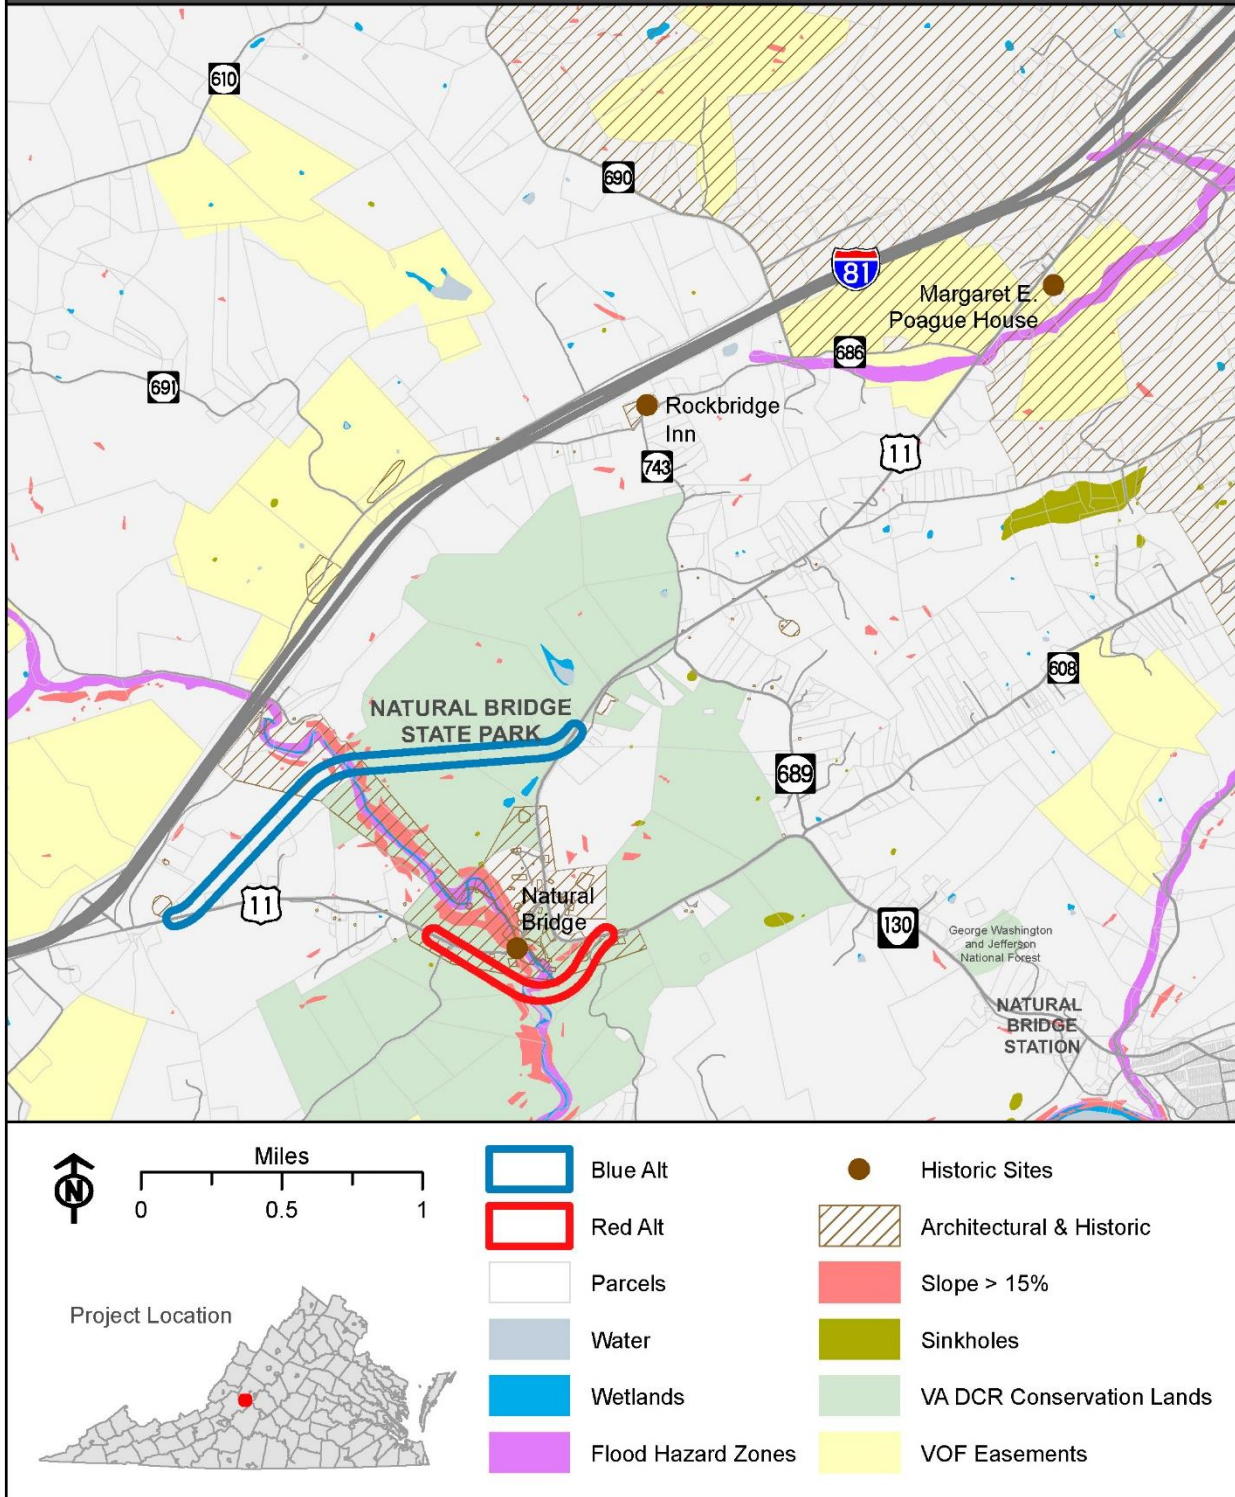 610
690
81
Margaret E.
Poague House
686
691
Rockbridge
Inn
11
743
608
NATURAL BRIDGE
STATE PARK
689
11
Natural
Bridge
130
George Washington
and Jefferson
National Forest
NATURAL
BRIDGE
STATION
N
Miles
0
0.5
1
Project Location
Blue Alt
Red Alt
Parcels
Water
Wetlands
Flood Hazard Zones
Historic Sites
Architectural & Historic
Slope > 15%
Sinkholes
VA DCR Conservation Lands
VOF Easements